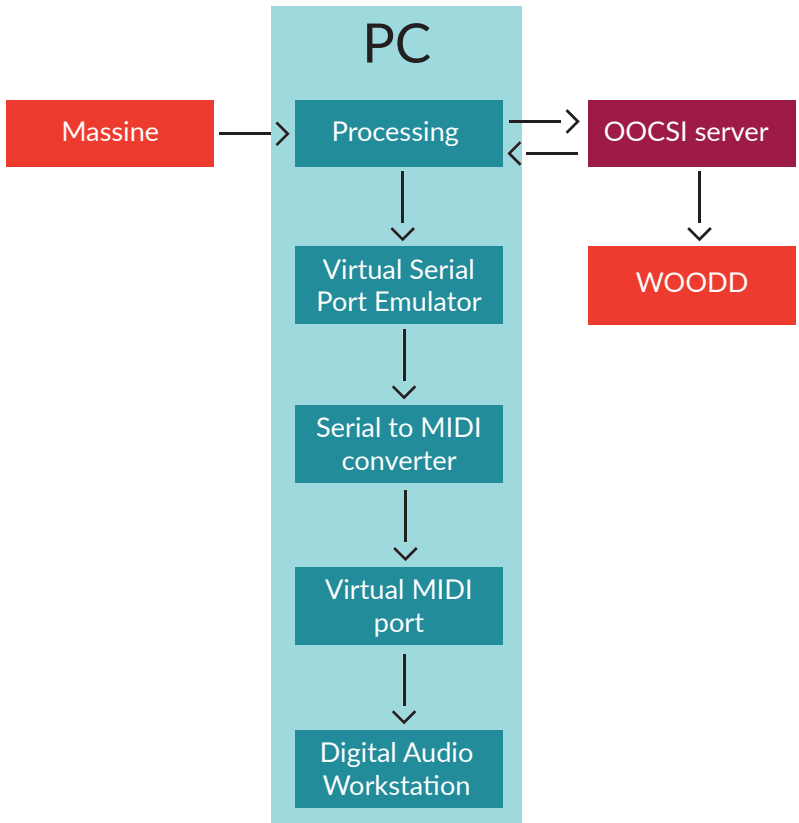 PC
Massine
Processing
OOCSI server
Virtual Serial
Port Emulator
WOODD
Serial to MIDI
converter
Virtual MIDI
port
Digital Audio
Workstation